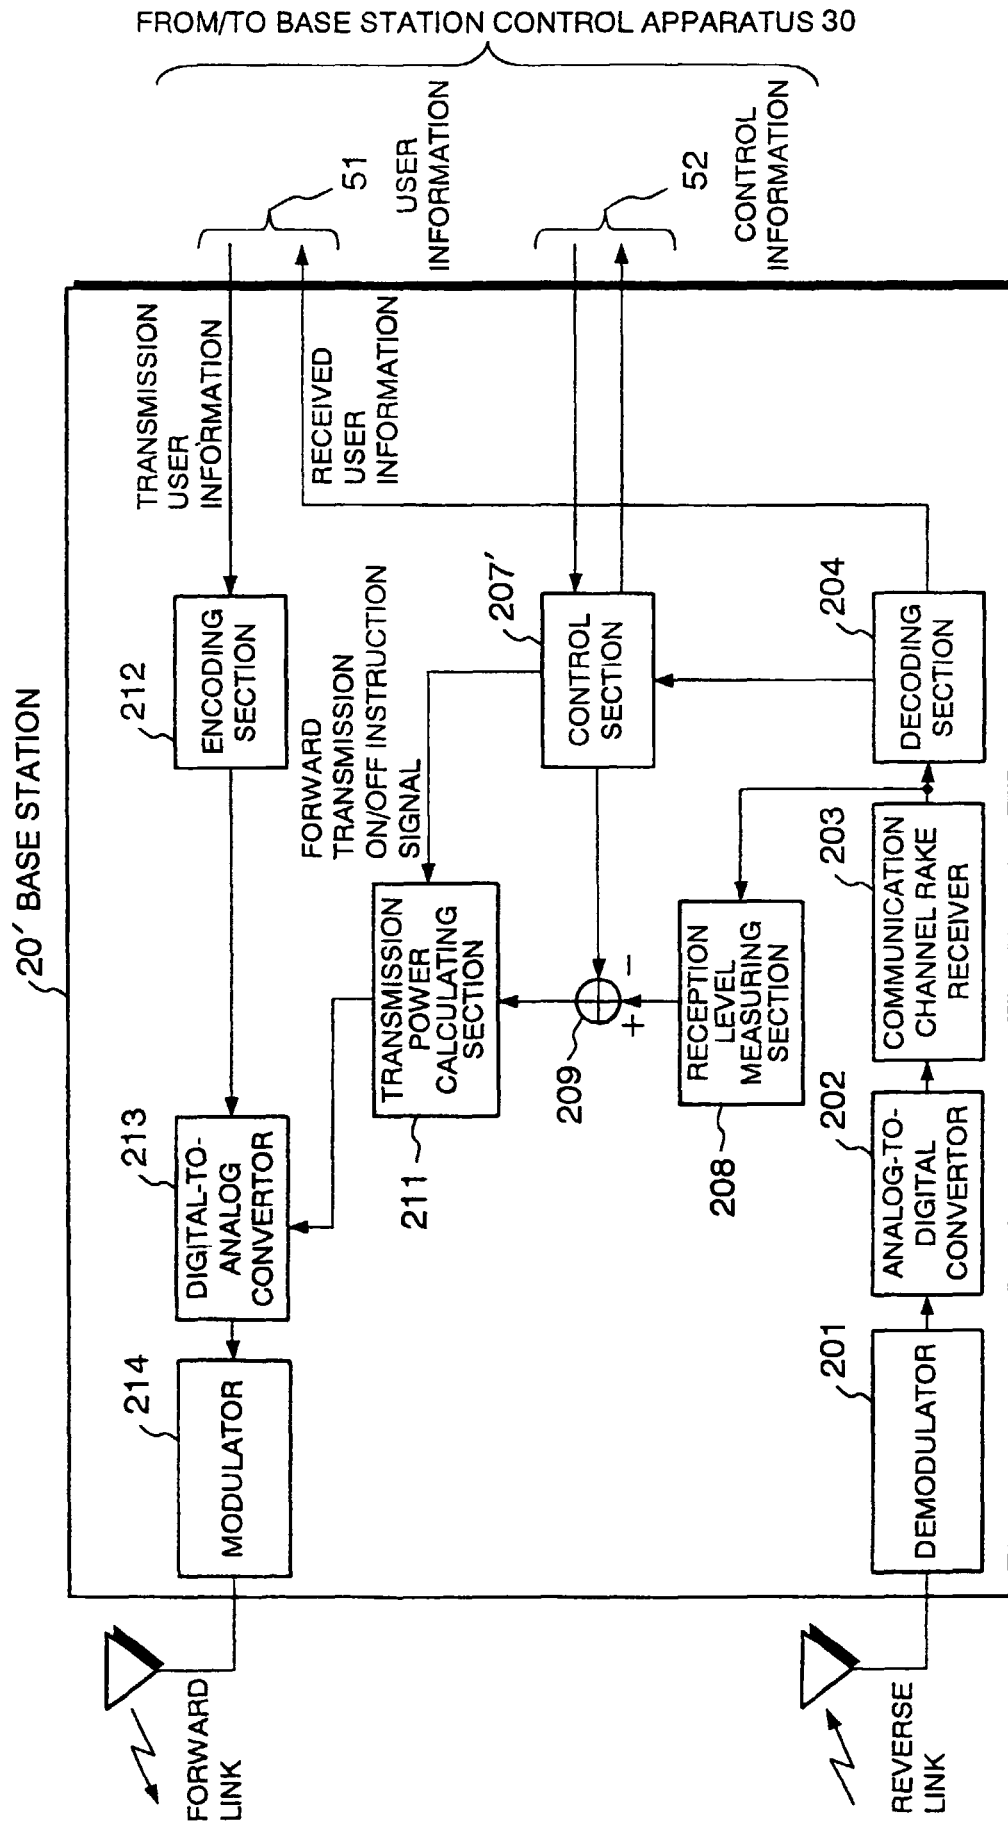 FROM/TO BASE STATION CONTROL APPARATUS 30
20′ BASE STATION
51
USER
INFORMATION
52
CONTROL
INFORMATION
TRANSMISSION
USER
INFORMATION
RECEIVED
USER
INFORMATION
212
ENCODING
SECTION
FORWARD
TRANSMISSION
ON/OFF INSTRUCTION
SIGNAL
207′
CONTROL
SECTION
204
DECODING
SECTION
213
DIGITAL-TO-
ANALOG
CONVERTOR
214
MODULATOR
TRANSMISSION
POWER
CALCULATING
SECTION
211
209
+
−
RECEPTION
LEVEL
MEASURING
SECTION
208
203
COMMUNICATION
CHANNEL RAKE
RECEIVER
202
ANALOG-TO-
DIGITAL
CONVERTOR
201
DEMODULATOR
FORWARD
LINK
REVERSE
LINK